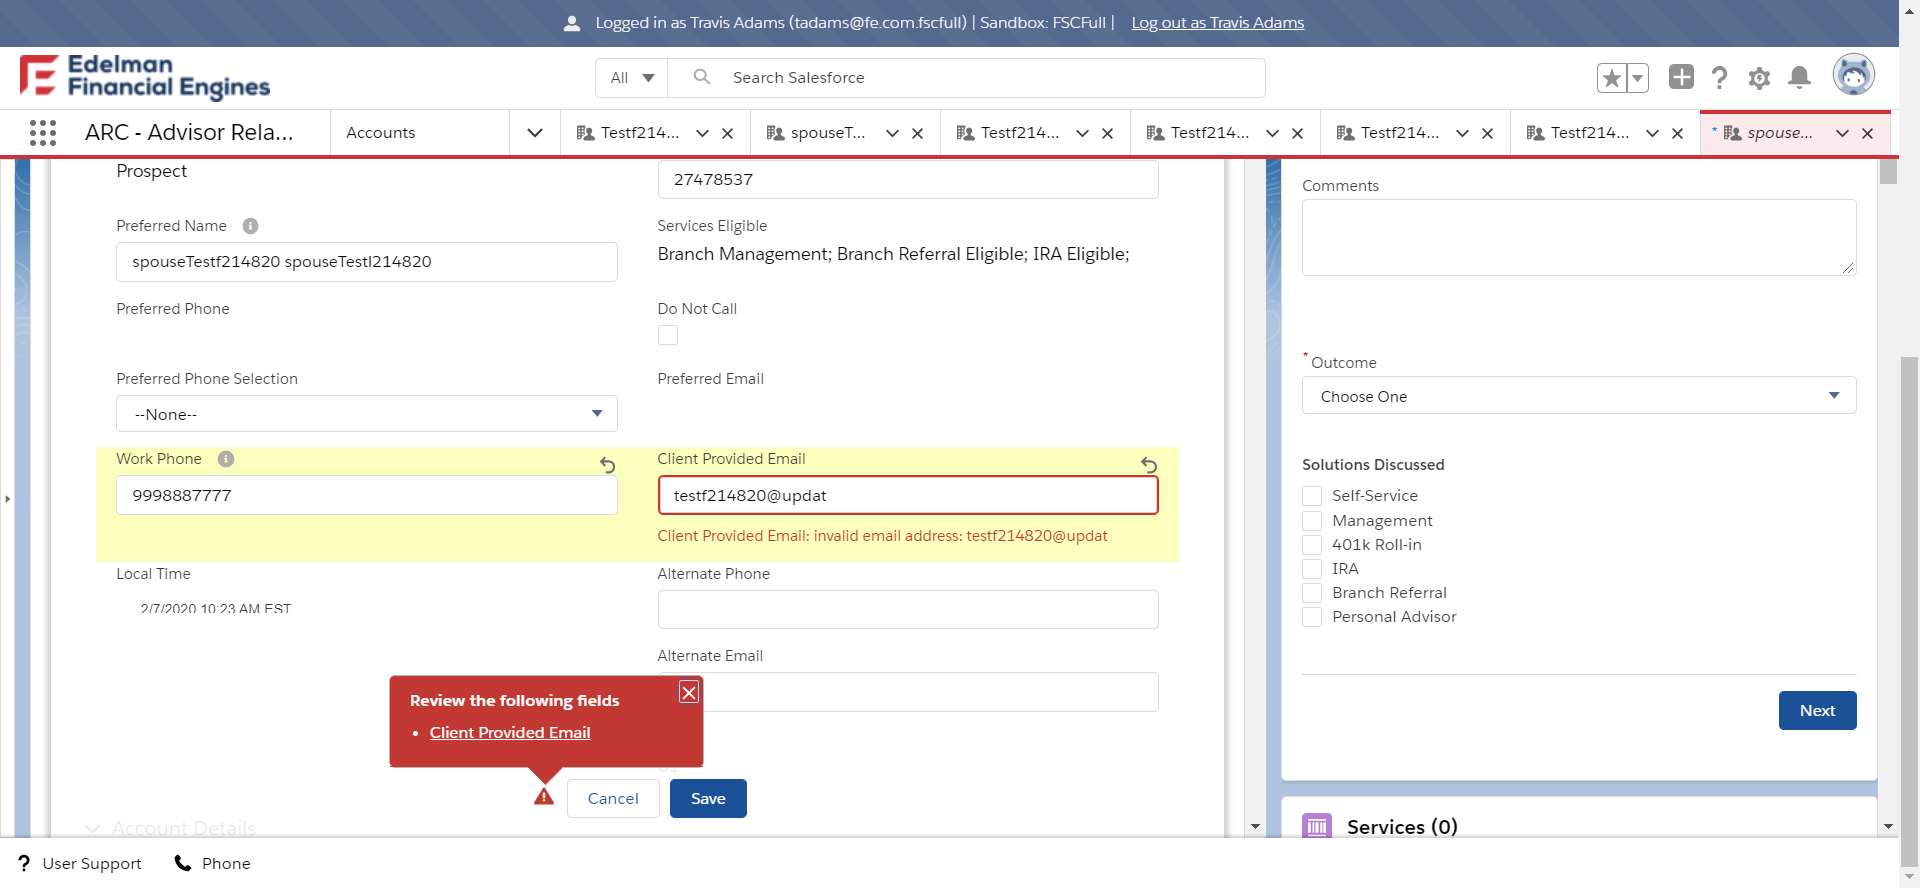 Logged in as Travis Adams (tadams@fe.com.fscfull) | Sandbox: FSCFull | Log out as Travis Adams
Edelman
Financial Engines
All
Search Salesforce
ARC - Advisor Rela...
Accounts
Testf214...
spouseT...
Testf214...
Testf214...
Testf214...
Testf214...
* spouse...
Prospect
27478537
Preferred Name
Services Eligible
spouseTestf214820 spouseTestl214820
Branch Management; Branch Referral Eligible; IRA Eligible;
Preferred Phone
Do Not Call
Preferred Phone Selection
Preferred Email
--None--
Work Phone
Client Provided Email
9998887777
testf214820@updat
Client Provided Email: invalid email address: testf214820@updat
Local Time
Alternate Phone
2/7/2020 10:23 AM EST
Alternate Email
Review the following fields
• Client Provided Email
Cancel
Save
Account Details
Comments
* Outcome
Choose One
Solutions Discussed
Self-Service
Management
401k Roll-in
IRA
Branch Referral
Personal Advisor
Next
Services (0)
? User Support
Phone